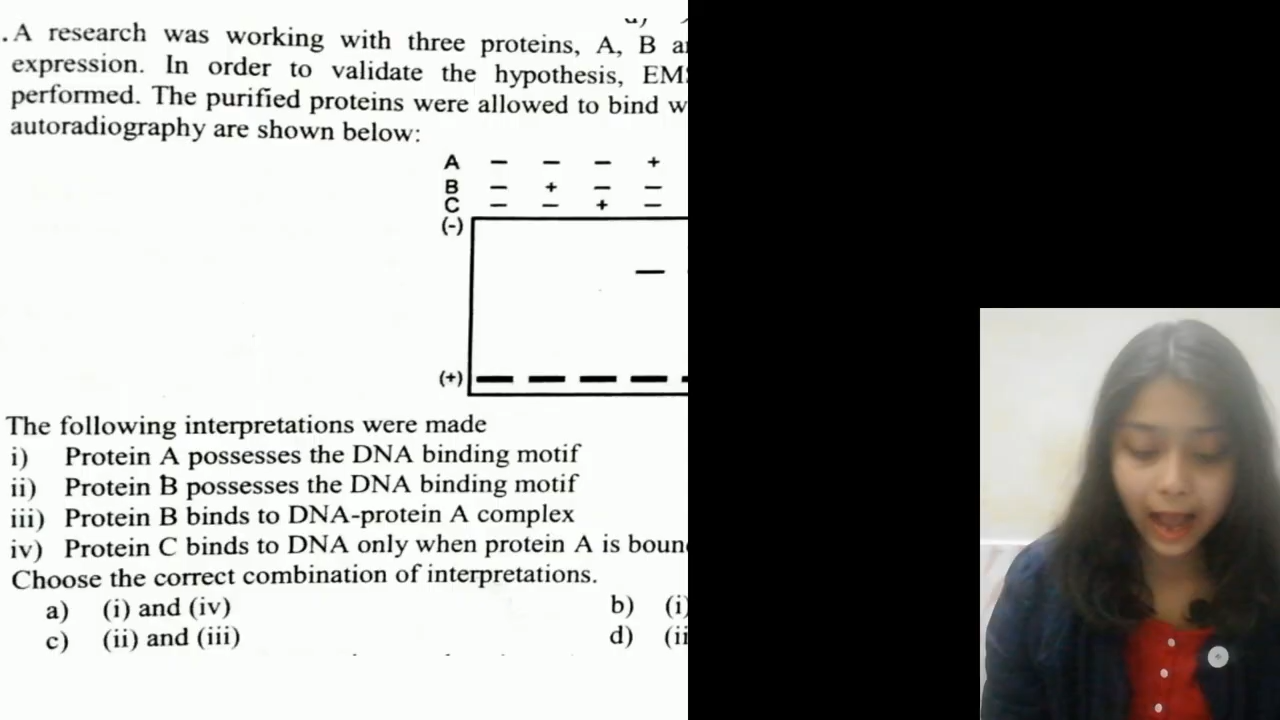 . A research was working with three proteins, A, B
expression. In order to validate the hypothesis,
performed. The purified proteins were allowed to bind
autoradiography are shown below:
A – – – +
B – + – –
C – – + –
(-)
(+)
The following interpretations were made
i) Protein A possesses the DNA binding motif
ii) Protein B possesses the DNA binding motif
iii) Protein B binds to DNA-protein A complex
iv) Protein C binds to DNA only when protein A is
Choose the correct combination of interpretations.
a) (i) and (iv)
b) (i)
c) (ii) and (iii)
d)